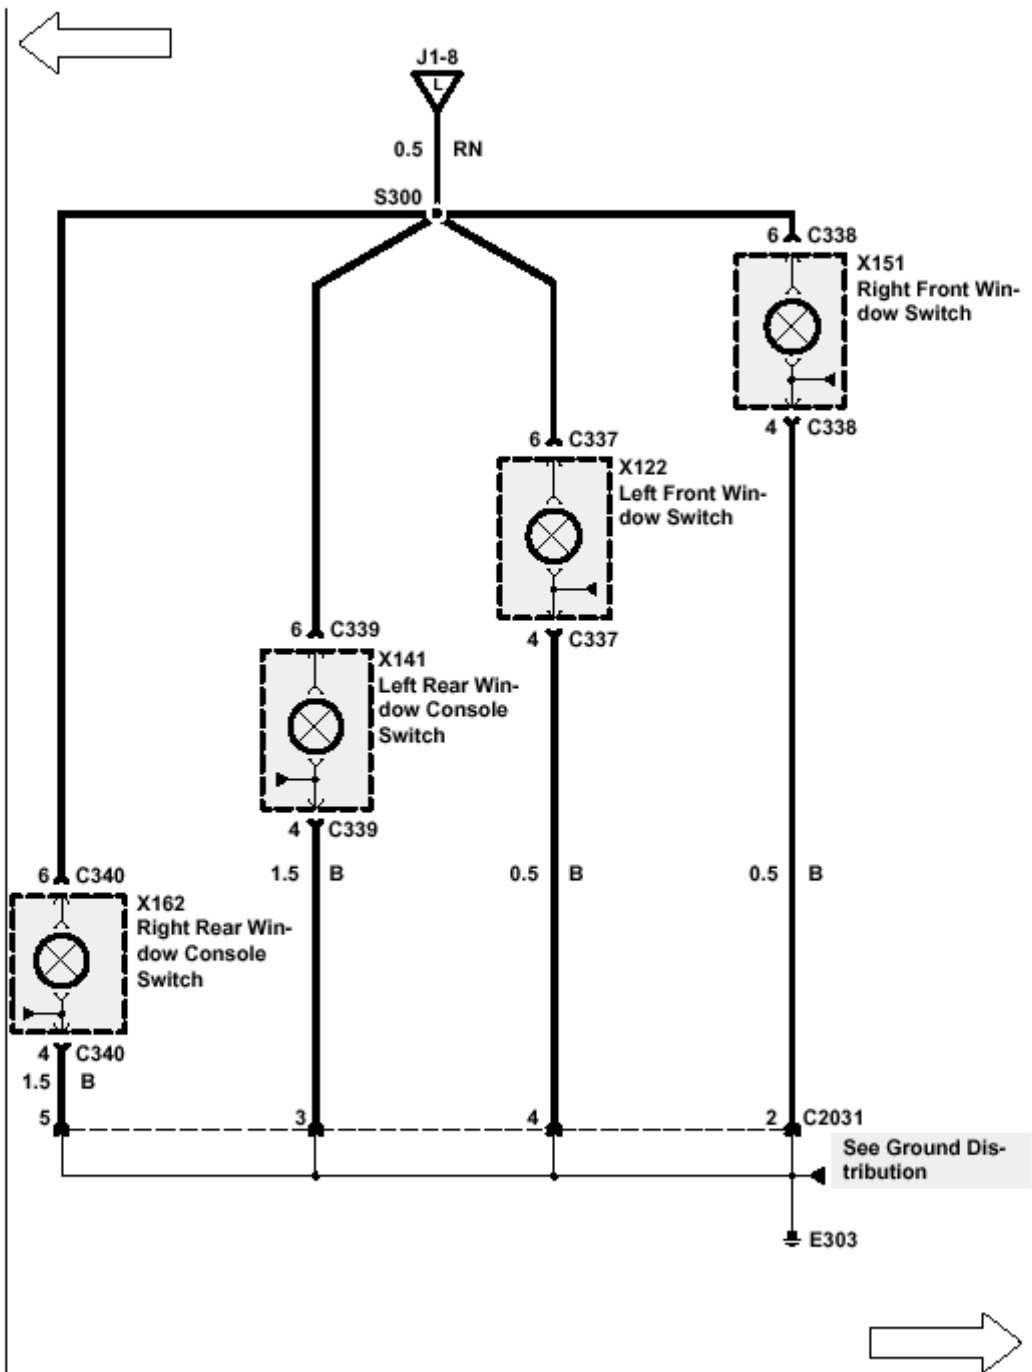 J1-8
L
0.5 RN
S300
6 C338
X151
Right Front Win-
dow Switch
4 C338
6 C337
X122
Left Front Win-
dow Switch
4 C337
6 C339
X141
Left Rear Win-
dow Console
Switch
4 C339
1.5 B
0.5 B
0.5 B
6 C340
X162
Right Rear Win-
dow Console
Switch
4 C340
1.5 B
5
3
4
2 C2031
See Ground Dis-
tribution
E303